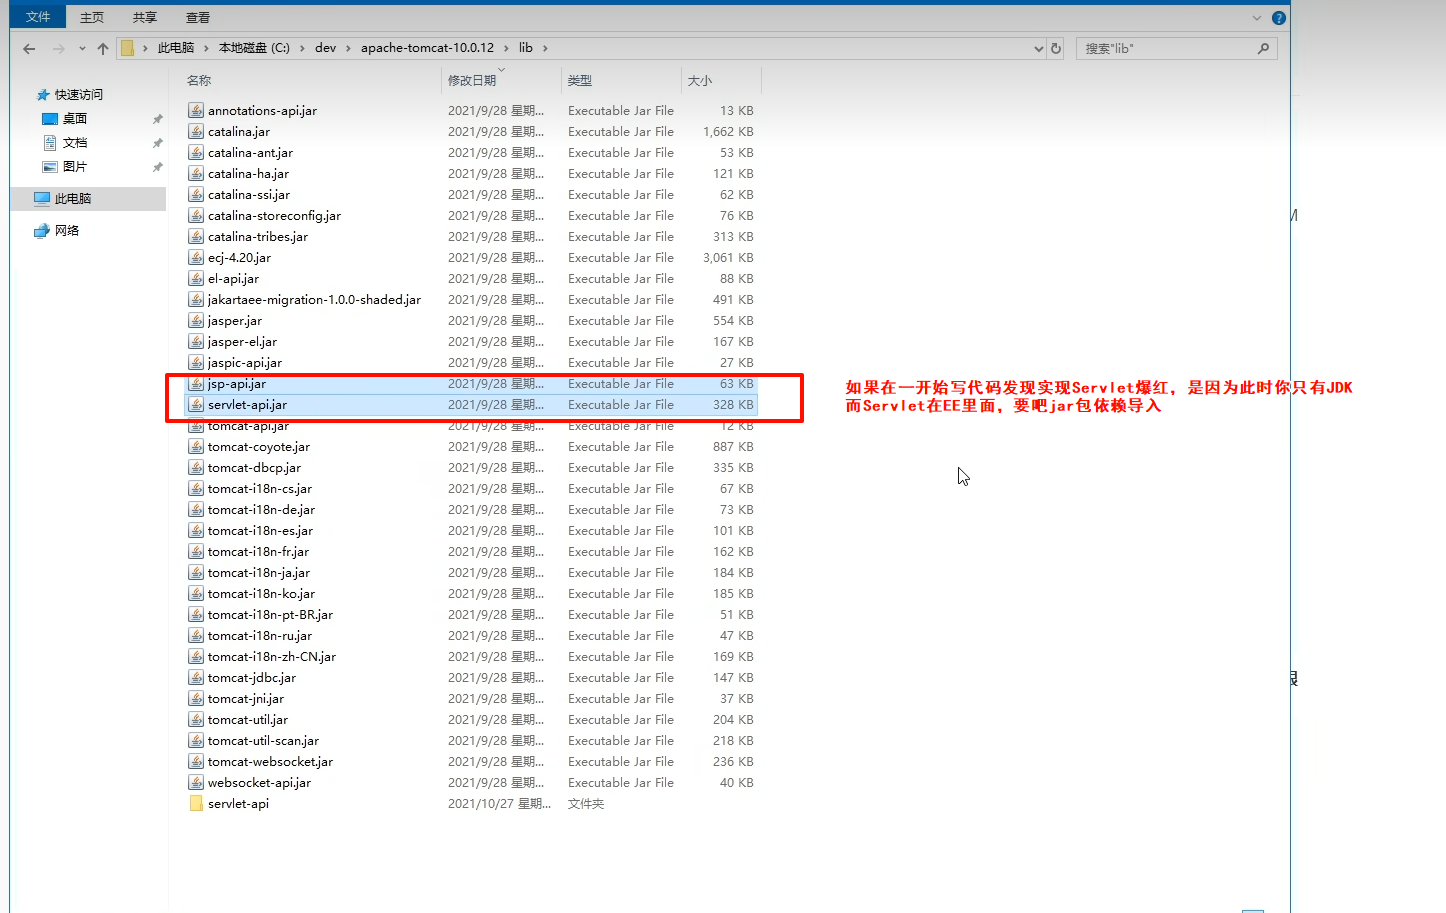 文件 主页 共享 查看
此电脑 本地磁盘 (C:) dev apache-tomcat-10.0.12 lib 搜索"lib"
名称 修改日期 类型 大小
快速访问
桌面
文档
图片
此电脑
网络
annotations-api.jar 2021/9/28 星期... Executable Jar File 13 KB
catalina.jar 2021/9/28 星期... Executable Jar File 1,662 KB
catalina-ant.jar 2021/9/28 星期... Executable Jar File 53 KB
catalina-ha.jar 2021/9/28 星期... Executable Jar File 121 KB
catalina-ssi.jar 2021/9/28 星期... Executable Jar File 62 KB
catalina-storeconfig.jar 2021/9/28 星期... Executable Jar File 76 KB
catalina-tribes.jar 2021/9/28 星期... Executable Jar File 313 KB
ecj-4.20.jar 2021/9/28 星期... Executable Jar File 3,061 KB
el-api.jar 2021/9/28 星期... Executable Jar File 88 KB
jakartaee-migration-1.0.0-shaded.jar 2021/9/28 星期... Executable Jar File 491 KB
jasper.jar 2021/9/28 星期... Executable Jar File 554 KB
jasper-el.jar 2021/9/28 星期... Executable Jar File 167 KB
jaspic-api.jar 2021/9/28 星期... Executable Jar File 27 KB
jsp-api.jar 2021/9/28 星期... Executable Jar File 63 KB
servlet-api.jar 2021/9/28 星期... Executable Jar File 328 KB
tomcat-api.jar 2021/9/28 星期... Executable Jar File 12 KB
tomcat-coyote.jar 2021/9/28 星期... Executable Jar File 887 KB
tomcat-dbcp.jar 2021/9/28 星期... Executable Jar File 335 KB
tomcat-i18n-cs.jar 2021/9/28 星期... Executable Jar File 67 KB
tomcat-i18n-de.jar 2021/9/28 星期... Executable Jar File 73 KB
tomcat-i18n-es.jar 2021/9/28 星期... Executable Jar File 101 KB
tomcat-i18n-fr.jar 2021/9/28 星期... Executable Jar File 162 KB
tomcat-i18n-ja.jar 2021/9/28 星期... Executable Jar File 184 KB
tomcat-i18n-ko.jar 2021/9/28 星期... Executable Jar File 185 KB
tomcat-i18n-pt-BR.jar 2021/9/28 星期... Executable Jar File 51 KB
tomcat-i18n-ru.jar 2021/9/28 星期... Executable Jar File 47 KB
tomcat-i18n-zh-CN.jar 2021/9/28 星期... Executable Jar File 169 KB
tomcat-jdbc.jar 2021/9/28 星期... Executable Jar File 147 KB
tomcat-jni.jar 2021/9/28 星期... Executable Jar File 37 KB
tomcat-util.jar 2021/9/28 星期... Executable Jar File 204 KB
tomcat-util-scan.jar 2021/9/28 星期... Executable Jar File 218 KB
tomcat-websocket.jar 2021/9/28 星期... Executable Jar File 236 KB
websocket-api.jar 2021/9/28 星期... Executable Jar File 40 KB
servlet-api 2021/10/27 星期... 文件夹
如果在一开始写代码发现实现Servlet爆红，是因为此时你只有JDK
而Servlet在EE里面，要吧jar包依赖导入